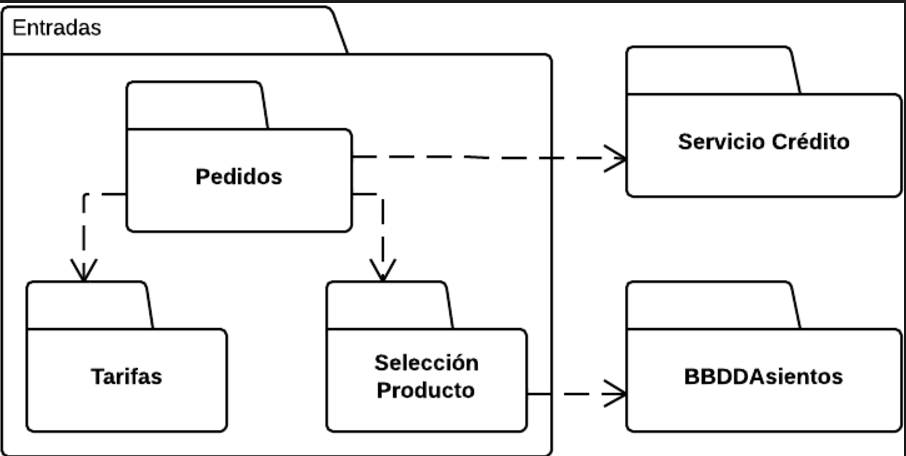 Entradas
Servicio Crédito
Pedidos
Tarifas
Selección
Producto
BBDDAsientos